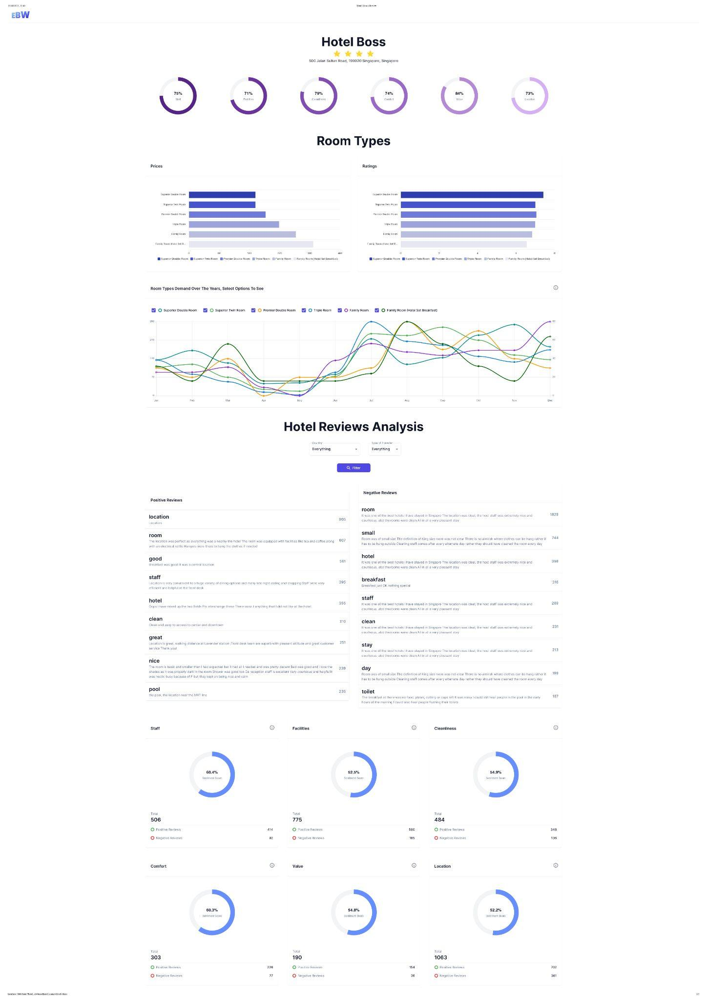 19/10/2022, 21:40
Hotel Boss Review
EBW
Hotel Boss
500 Jalan Sultan Road, 199020 Singapore, Singapore
75%
Staff
71%
Facilities
79%
Cleanliness
74%
Comfort
84%
Value
73%
Location
Room Types
Prices
Superior Double Room
Superior Twin Room
Premier Double Room
Triple Room
Family Room
Family Room (Halal Set B...
0 90 180 270 360 450
Superior Double Room Superior Twin Room Premier Double Room Triple Room Family Room Family Room (Halal Set Breakfast)
Ratings
Superior Double Room
Superior Twin Room
Premier Double Room
Triple Room
Family Room
Family Room (Halal Set B...
0 2 4 6 8
Superior Double Room Superior Twin Room Premier Double Room Triple Room Family Room Family Room (Halal Set Breakfast)
Room Types Demand Over The Years, Select Options To See
Superior Double Room Superior Twin Room Premier Double Room Triple Room Family Room Family Room (Halal Set Breakfast)
280 80
210 60
140 40
70 20
0 0
Jan Feb Mar Apr May Jun Jul Aug Sep Oct Nov Dec
Hotel Reviews Analysis
Country
Everything
Type of Traveller
Everything
Filter
Positive Reviews
location
Location
905
room
The location was perfect as everything was a nearby the hotel The room was equipped with facilities like tea and coffee along
with an electrical kettle Hangers were there to hang the clothes if needed
607
good
Breakfast was good It was a central location
561
staff
Location is very convenient to a huge variety of dining options and many late night eating and shopping Staff were very
efficient and helpful at the front desk
395
hotel
Oops I have mixed up the two fields Pls interchange these There wasn t anything that I did not like at the hotel
355
clean
Clean and easy to access to center and downtown
310
great
Location is great, walking distance at Lavender station ,Front desk team are superb with pleasant attitude and great customer
service Thank you!
251
nice
The room is basic and smaller then I had expected but it had all I needed and was pretty decent Bed was good and I love the
shades as it was properly dark in the room Shower was good too De reception staff is excellent Very courteous and helpful It
was hectic busy because of F but they kept on being nice and calm
239
pool
the pool, the location near the MRT line
235
Negative Reviews
room
It was one of the best hotels I have stayed in Singapre The location was ideal, the host staff was extremely nice and
courteous, abd the rooms were clean All in all a very pleasant stay
1829
small
Room was of small size The definition of King size room was not clear There is no almirah where clothes can be hung rather it
has to be hung outside Cleaning staff comes after every alternate day rather they should have cleaned the room every day
744
hotel
It was one of the best hotels I have stayed in Singapre The location was ideal, the host staff was extremely nice and
courteous, abd the rooms were clean All in all a very pleasant stay
398
breakfast
Breakfast just OK nothing special
316
staff
It was one of the best hotels I have stayed in Singapre The location was ideal, the host staff was extremely nice and
courteous, abd the rooms were clean All in all a very pleasant stay
289
clean
It was one of the best hotels I have stayed in Singapre The location was ideal, the host staff was extremely nice and
courteous, abd the rooms were clean All in all a very pleasant stay
231
stay
It was one of the best hotels I have stayed in Singapre The location was ideal, the host staff was extremely nice and
courteous, abd the rooms were clean All in all a very pleasant stay
213
day
Room was of small size The definition of King size room was not clear There is no almirah where clothes can be hung rather it
has to be hung outside Cleaning staff comes after every alternate day rather they should have cleaned the room every day
199
toilet
The breakfast at there was no food, plates, cutlery or cups left It was noisy I could still hear people in the pool in the early
hours of the morning I could also hear people flushing their toilets
187
Staff
60.4%
Sentiment Score
Total
506
Positive Reviews 414
Negative Reviews 92
Facilities
52.5%
Sentiment Score
Total
775
Positive Reviews 590
Negative Reviews 185
Cleanliness
54.9%
Sentiment Score
Total
484
Positive Reviews 348
Negative Reviews 136
Comfort
60.3%
Sentiment Score
Total
303
Positive Reviews 226
Negative Reviews 77
Value
54.8%
Sentiment Score
Total
190
Positive Reviews 154
Negative Reviews 36
Location
52.2%
Sentiment Score
Total
1063
Positive Reviews 702
Negative Reviews 361
localhost:3000/hotel?hotel_id=boss&hotel_name=Hotel+Boss